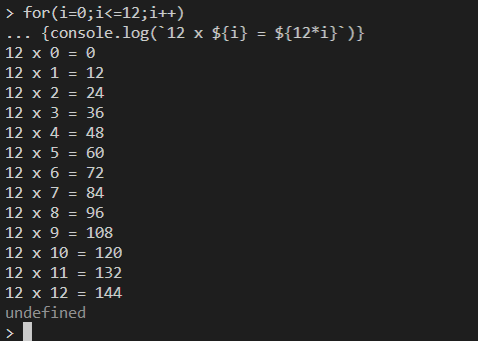 > for(i=0;i<=12;i++)
... {console.log(`12 x ${i} = ${12*i}`)}
12 x 0 = 0
12 x 1 = 12
12 x 2 = 24
12 x 3 = 36
12 x 4 = 48
12 x 5 = 60
12 x 6 = 72
12 x 7 = 84
12 x 8 = 96
12 x 9 = 108
12 x 10 = 120
12 x 11 = 132
12 x 12 = 144
undefined
>